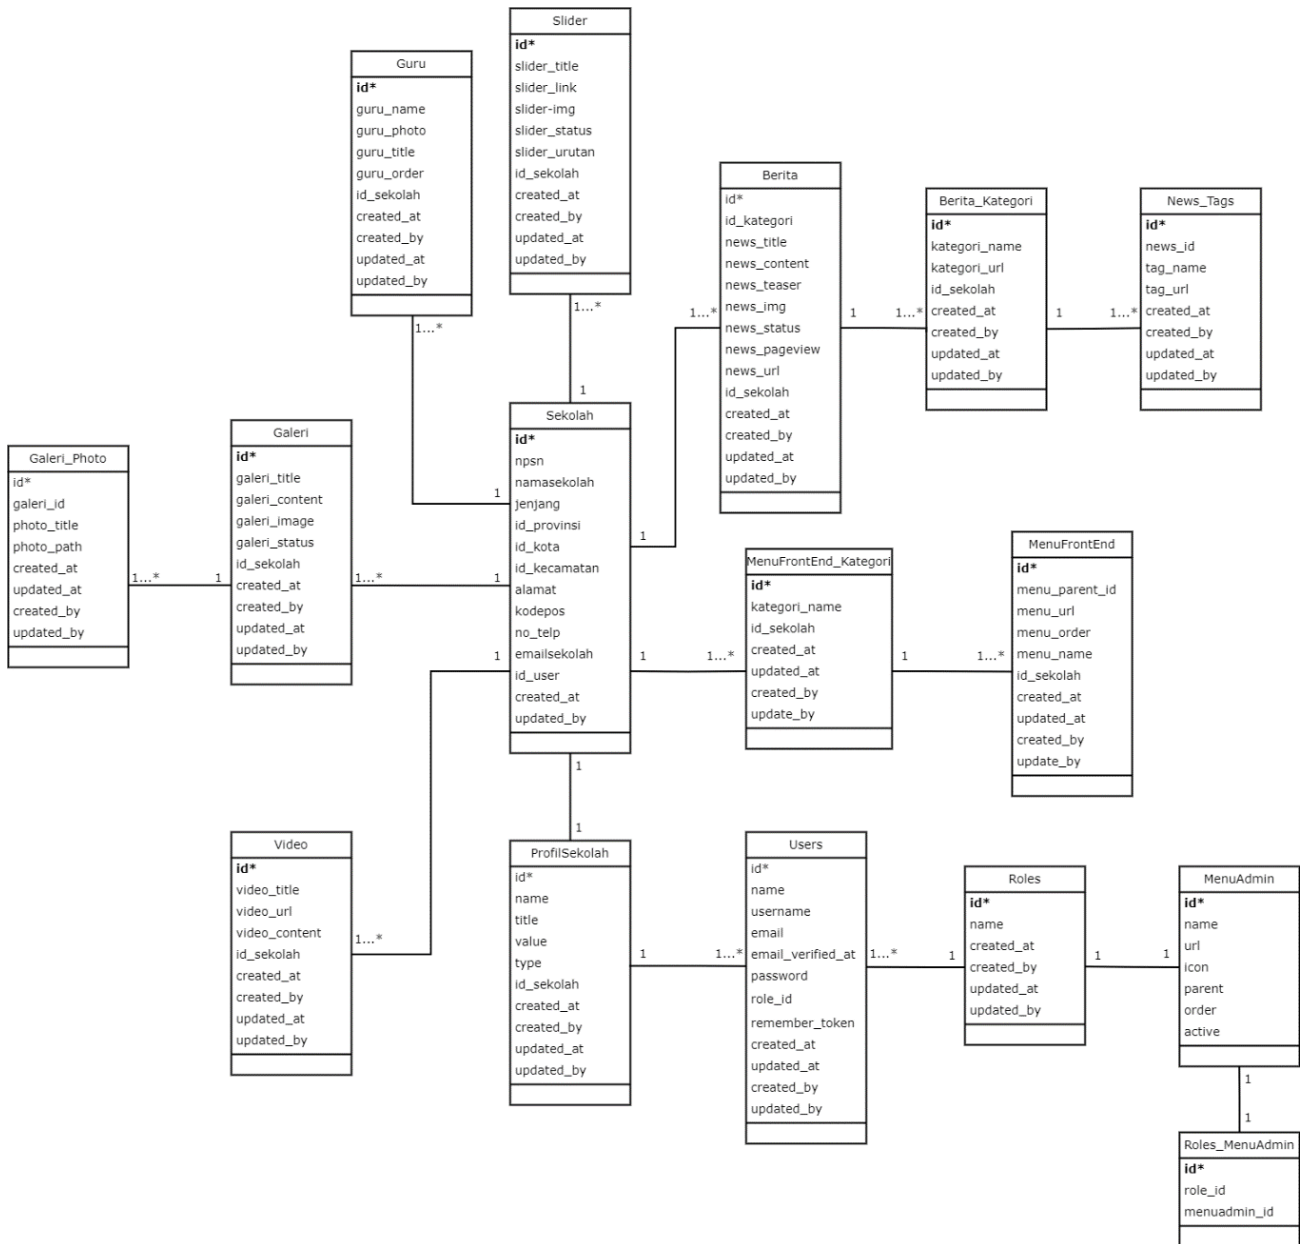 Slider
id*
slider_title
slider_link
slider-img
slider_status
slider_urutan
id_sekolah
created_at
created_by
updated_at
updated_by
1...*
1
Guru
id*
guru_name
guru_photo
guru_title
guru_order
id_sekolah
created_at
created_by
updated_at
updated_by
1...*
1
Berita
id*
id_kategori
news_title
news_content
news_teaser
news_img
news_status
news_pageview
news_url
id_sekolah
created_at
created_by
updated_at
updated_by
1...*
1
1
1...*
Berita_Kategori
id*
kategori_name
kategori_url
id_sekolah
created_at
created_by
updated_at
updated_by
1
1...*
News_Tags
id*
news_id
tag_name
tag_url
created_at
created_by
updated_at
updated_by
Galeri_Photo
id*
galeri_id
photo_title
photo_path
created_at
updated_at
created_by
updated_by
1...*
1
Galeri
id*
galeri_title
galeri_content
galeri_image
galeri_status
id_sekolah
created_at
created_by
updated_at
updated_by
1...*
1
Sekolah
id*
npsn
namasekolah
jenjang
id_provinsi
id_kota
id_kecamatan
alamat
kodepos
no_telp
emailsekolah
id_user
created_at
updated_by
1
1...*
MenuFrontEnd_Kategori
id*
kategori_name
id_sekolah
created_at
updated_at
created_by
update_by
1
1...*
MenuFrontEnd
id*
menu_parent_id
menu_url
menu_order
menu_name
id_sekolah
created_at
updated_at
created_by
update_by
1
1...*
Video
id*
video_title
video_url
video_content
id_sekolah
created_at
created_by
updated_at
updated_by
1
1
ProfilSekolah
id*
name
title
value
type
id_sekolah
created_at
created_by
updated_at
updated_by
1
1...*
Users
id*
name
username
email
email_verified_at
password
role_id
remember_token
created_at
updated_at
created_by
updated_by
1...*
1
Roles
id*
name
created_at
created_by
updated_at
updated_by
1
1
MenuAdmin
id*
name
url
icon
parent
order
active
1
1
Roles_MenuAdmin
id*
role_id
menuadmin_id